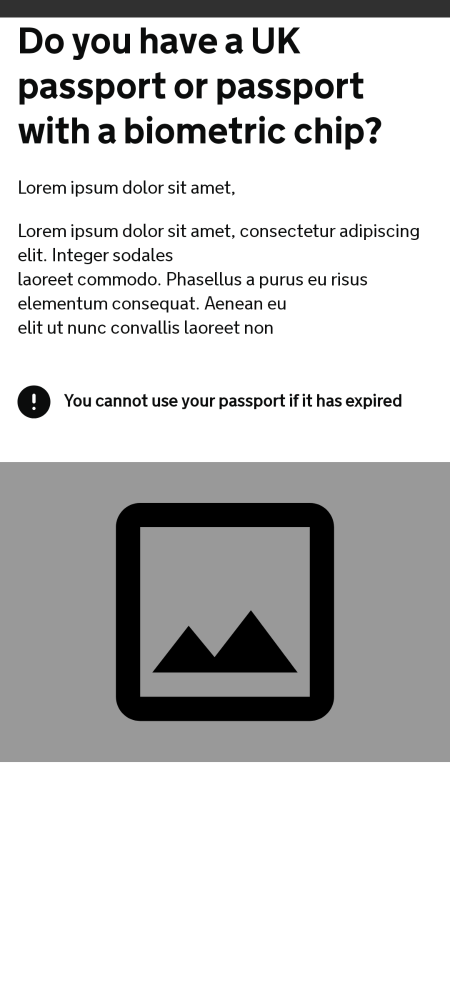 Do you have a UK
passport or passport
with a biometric chip?
Lorem ipsum dolor sit amet,
Lorem ipsum dolor sit amet, consectetur adipiscing
elit. Integer sodales
laoreet commodo. Phasellus a purus eu risus
elementum consequat. Aenean eu
elit ut nunc convallis laoreet non
! You cannot use your passport if it has expired